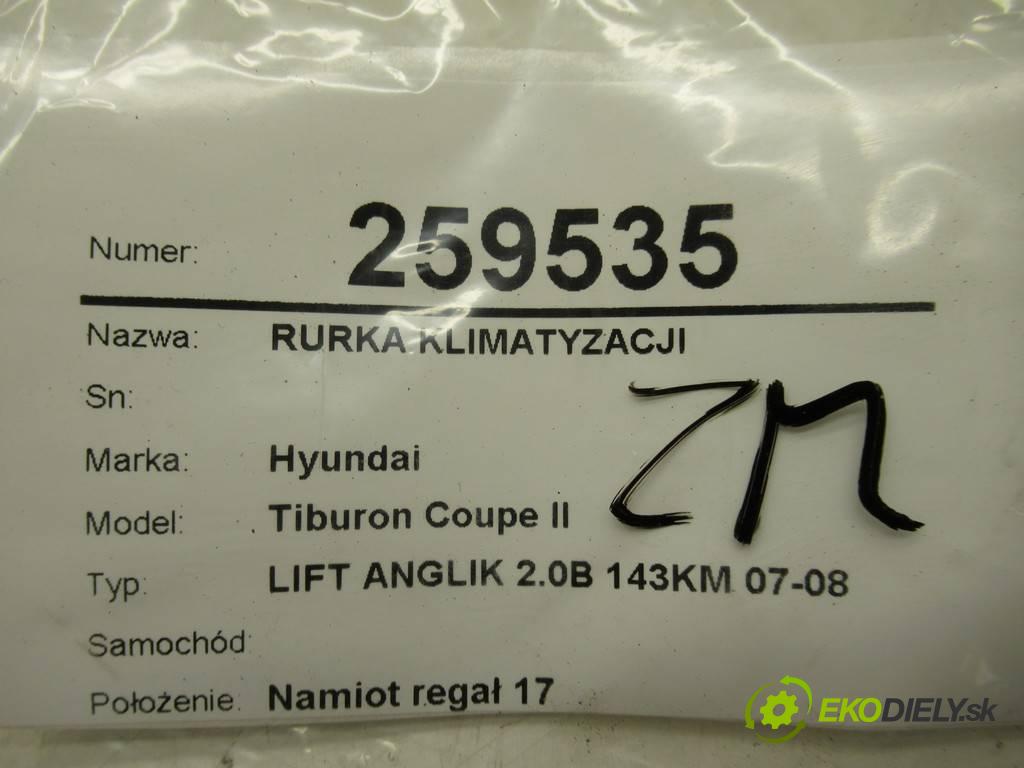 Numer: 259535
Nazwa: RURKA KLIMATYZACJI
Sn:
Marka: Hyundai
Model: Tiburon Coupe II
Typ: LIFT ANGLIK 2.0B 143KM 07-08
Samochód:
Położenie: Namiot regał 17
ZM
EKODIELY.sk